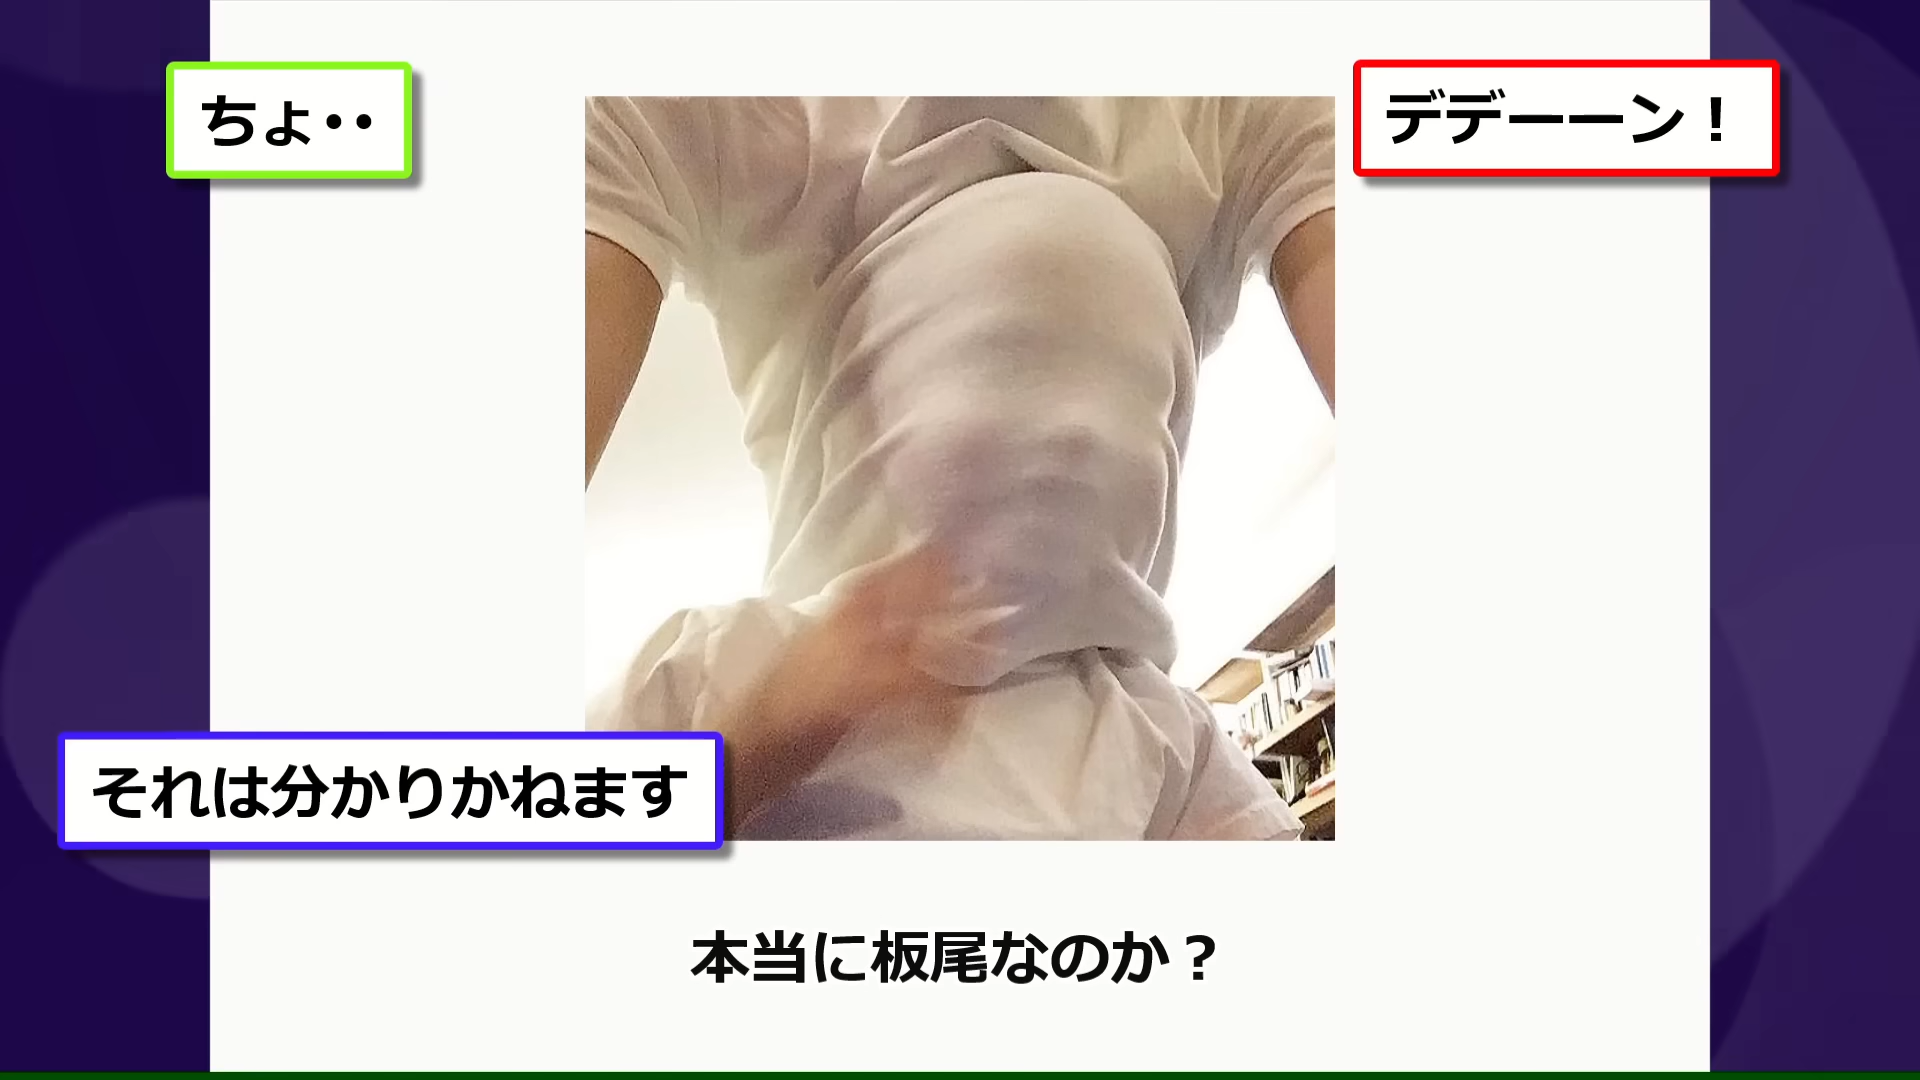 ちょ・・
デデーーン！
それは分かりかねます
本当に板尾なのか？